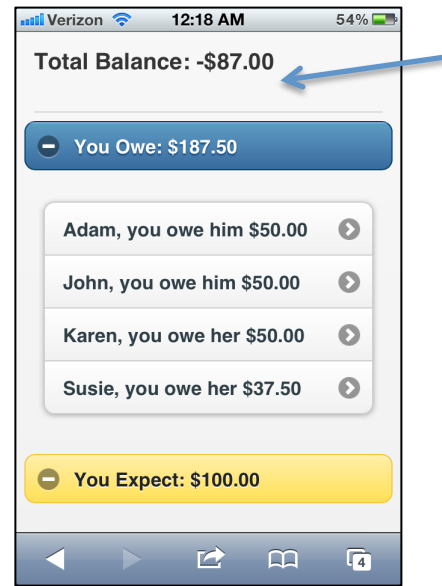 Verizon 12:18 AM 54%
Total Balance: -$87.00
You Owe: $187.50
Adam, you owe him $50.00
John, you owe him $50.00
Karen, you owe her $50.00
Susie, you owe her $37.50
You Expect: $100.00
4